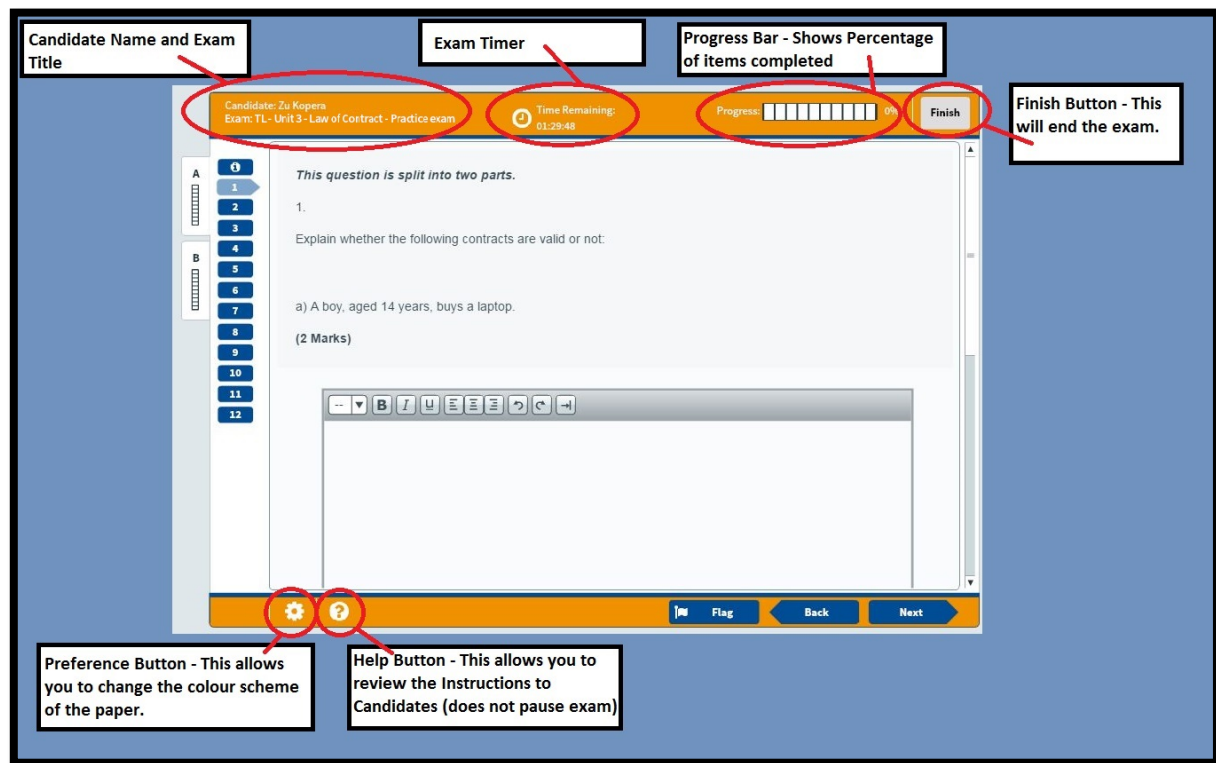 Candidate Name and Exam
Title
Exam Timer
Progress Bar - Shows Percentage
of items completed
Finish Button - This
will end the exam.
Candidate: Zu Kopera
Exam: TL - Unit 3 - Law of Contract - Practice exam
Time Remaining:
01:29:48
Progress:
0%
Finish
A
B
1
2
3
4
5
6
7
8
9
10
11
12
This question is split into two parts.
1.
Explain whether the following contracts are valid or not:
a) A boy, aged 14 years, buys a laptop.
(2 Marks)
-- B I U
? Flag Back Next
Preference Button - This allows
you to change the colour scheme
of the paper.
Help Button - This allows you to
review the Instructions to
Candidates (does not pause exam)